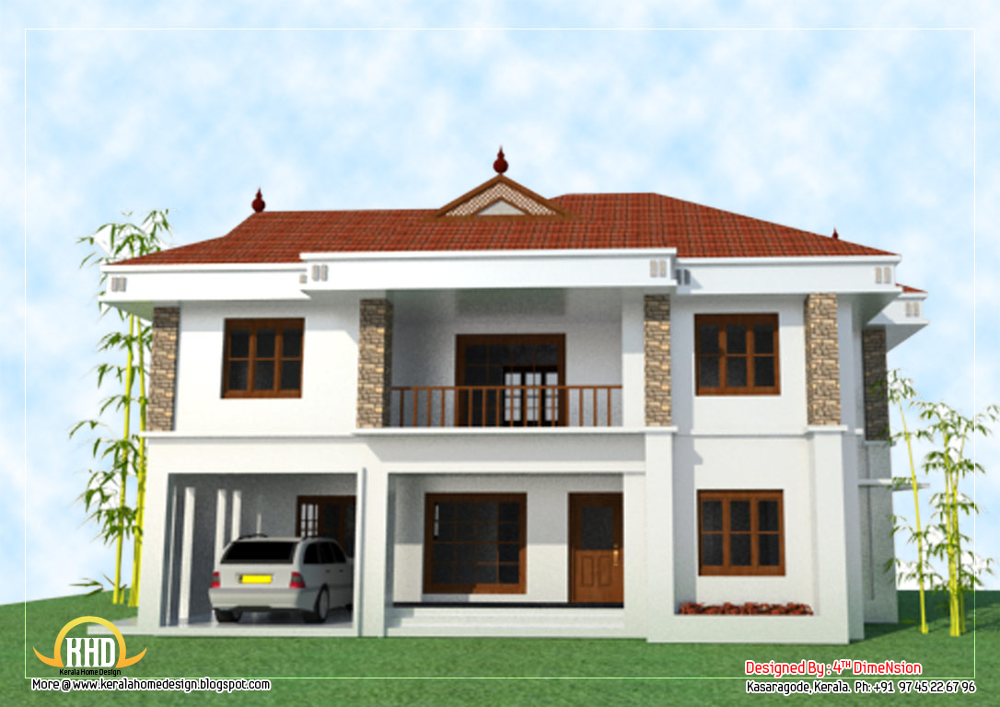 KHD
Kerala Home Design
More @ www.keralahomedesign.blogspot.com
Designed By : 4TH DimeNsion
Kasaragode, Kerala. Ph: +91 97 45 22 67 96